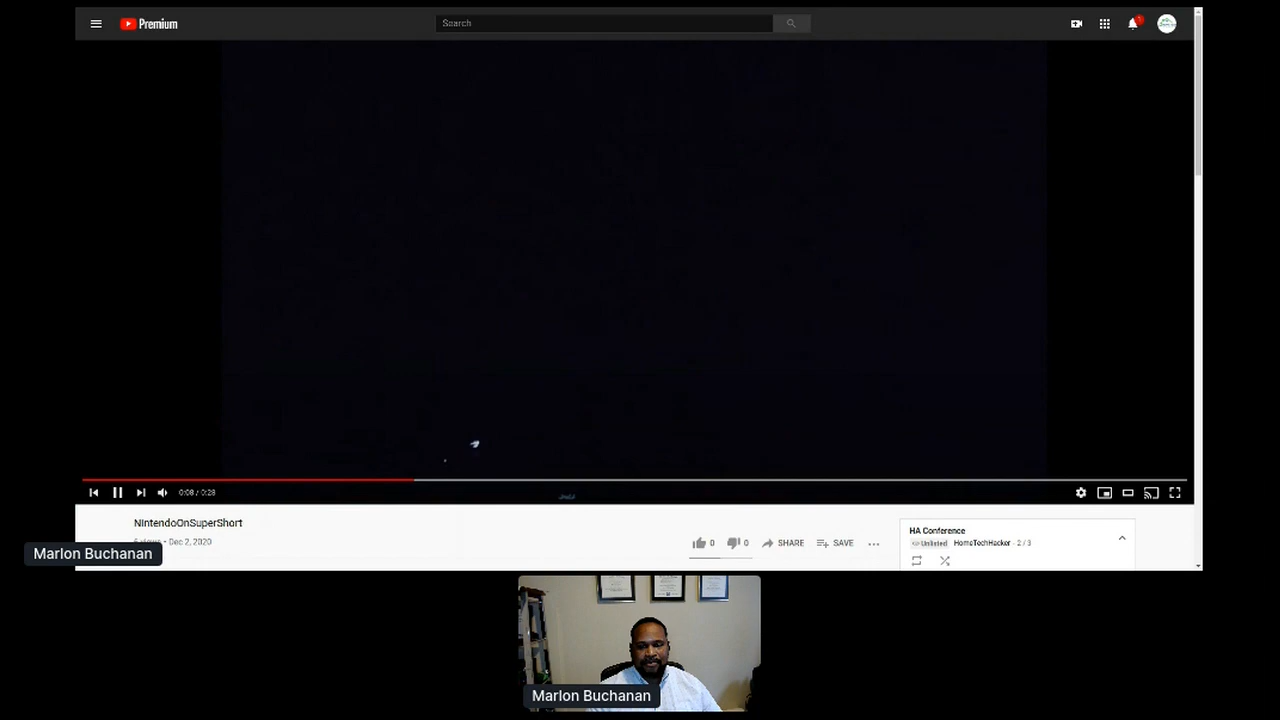 Premium
Search
0:08 / 0:28
NintendoOnSuperShort
Dec 2, 2020
0
0
SHARE
SAVE
HA Conference
Unlisted
HomeTechHacker - 2 / 3
Marlon Buchanan
Marlon Buchanan